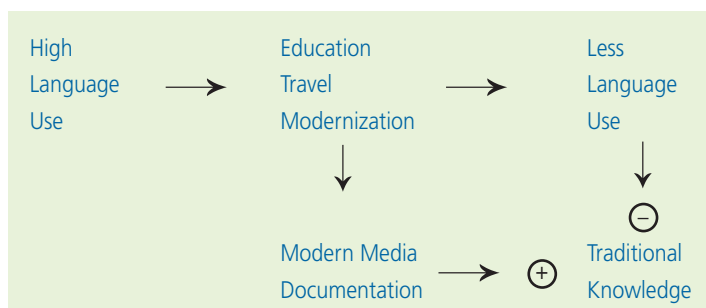 High
Language
Use
Education
Travel
Modernization
Less
Language
Use
−
Modern Media
Documentation
+
Traditional
Knowledge